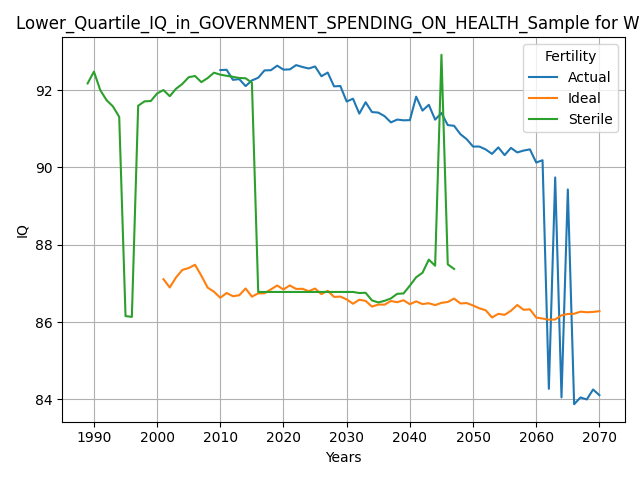 Lower_Quartile_IQ_in_GOVERNMENT_SPENDING_ON_HEALTH_Sample for W
Fertility
Actual
Ideal
Sterile
IQ
92
90
88
86
84
1990 2000 2010 2020 2030 2040 2050 2060 2070
Years